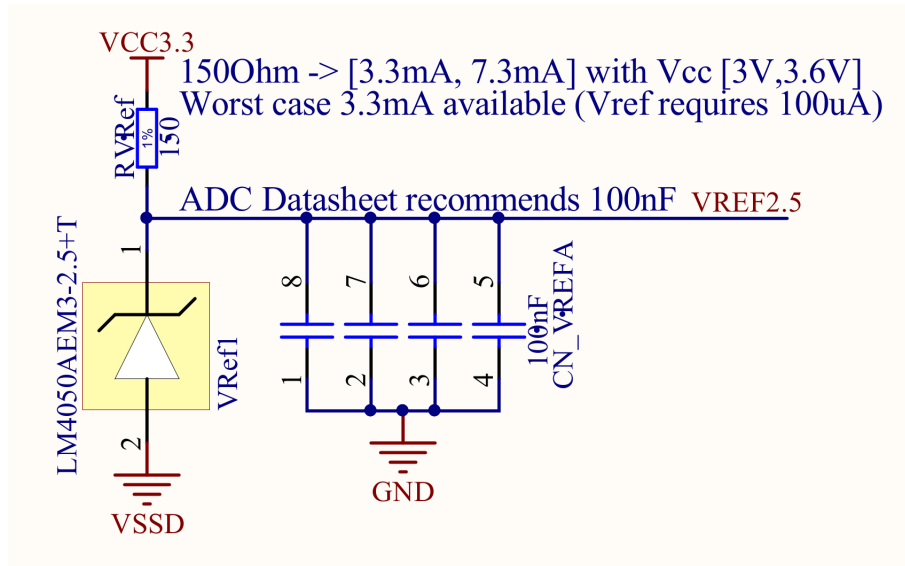 VCC3.3
150Ohm -> [3.3mA, 7.3mA] with Vcc [3V,3.6V]
Worst case 3.3mA available (Vref requires 100uA)
RVRef
1%
150
ADC Datasheet recommends 100nF
VREF2.5
LM4050AEM3-2.5+T
1
2
VRef1
VSSD
8
7
6
5
1
2
3
4
100nF
CN_VREFA
GND